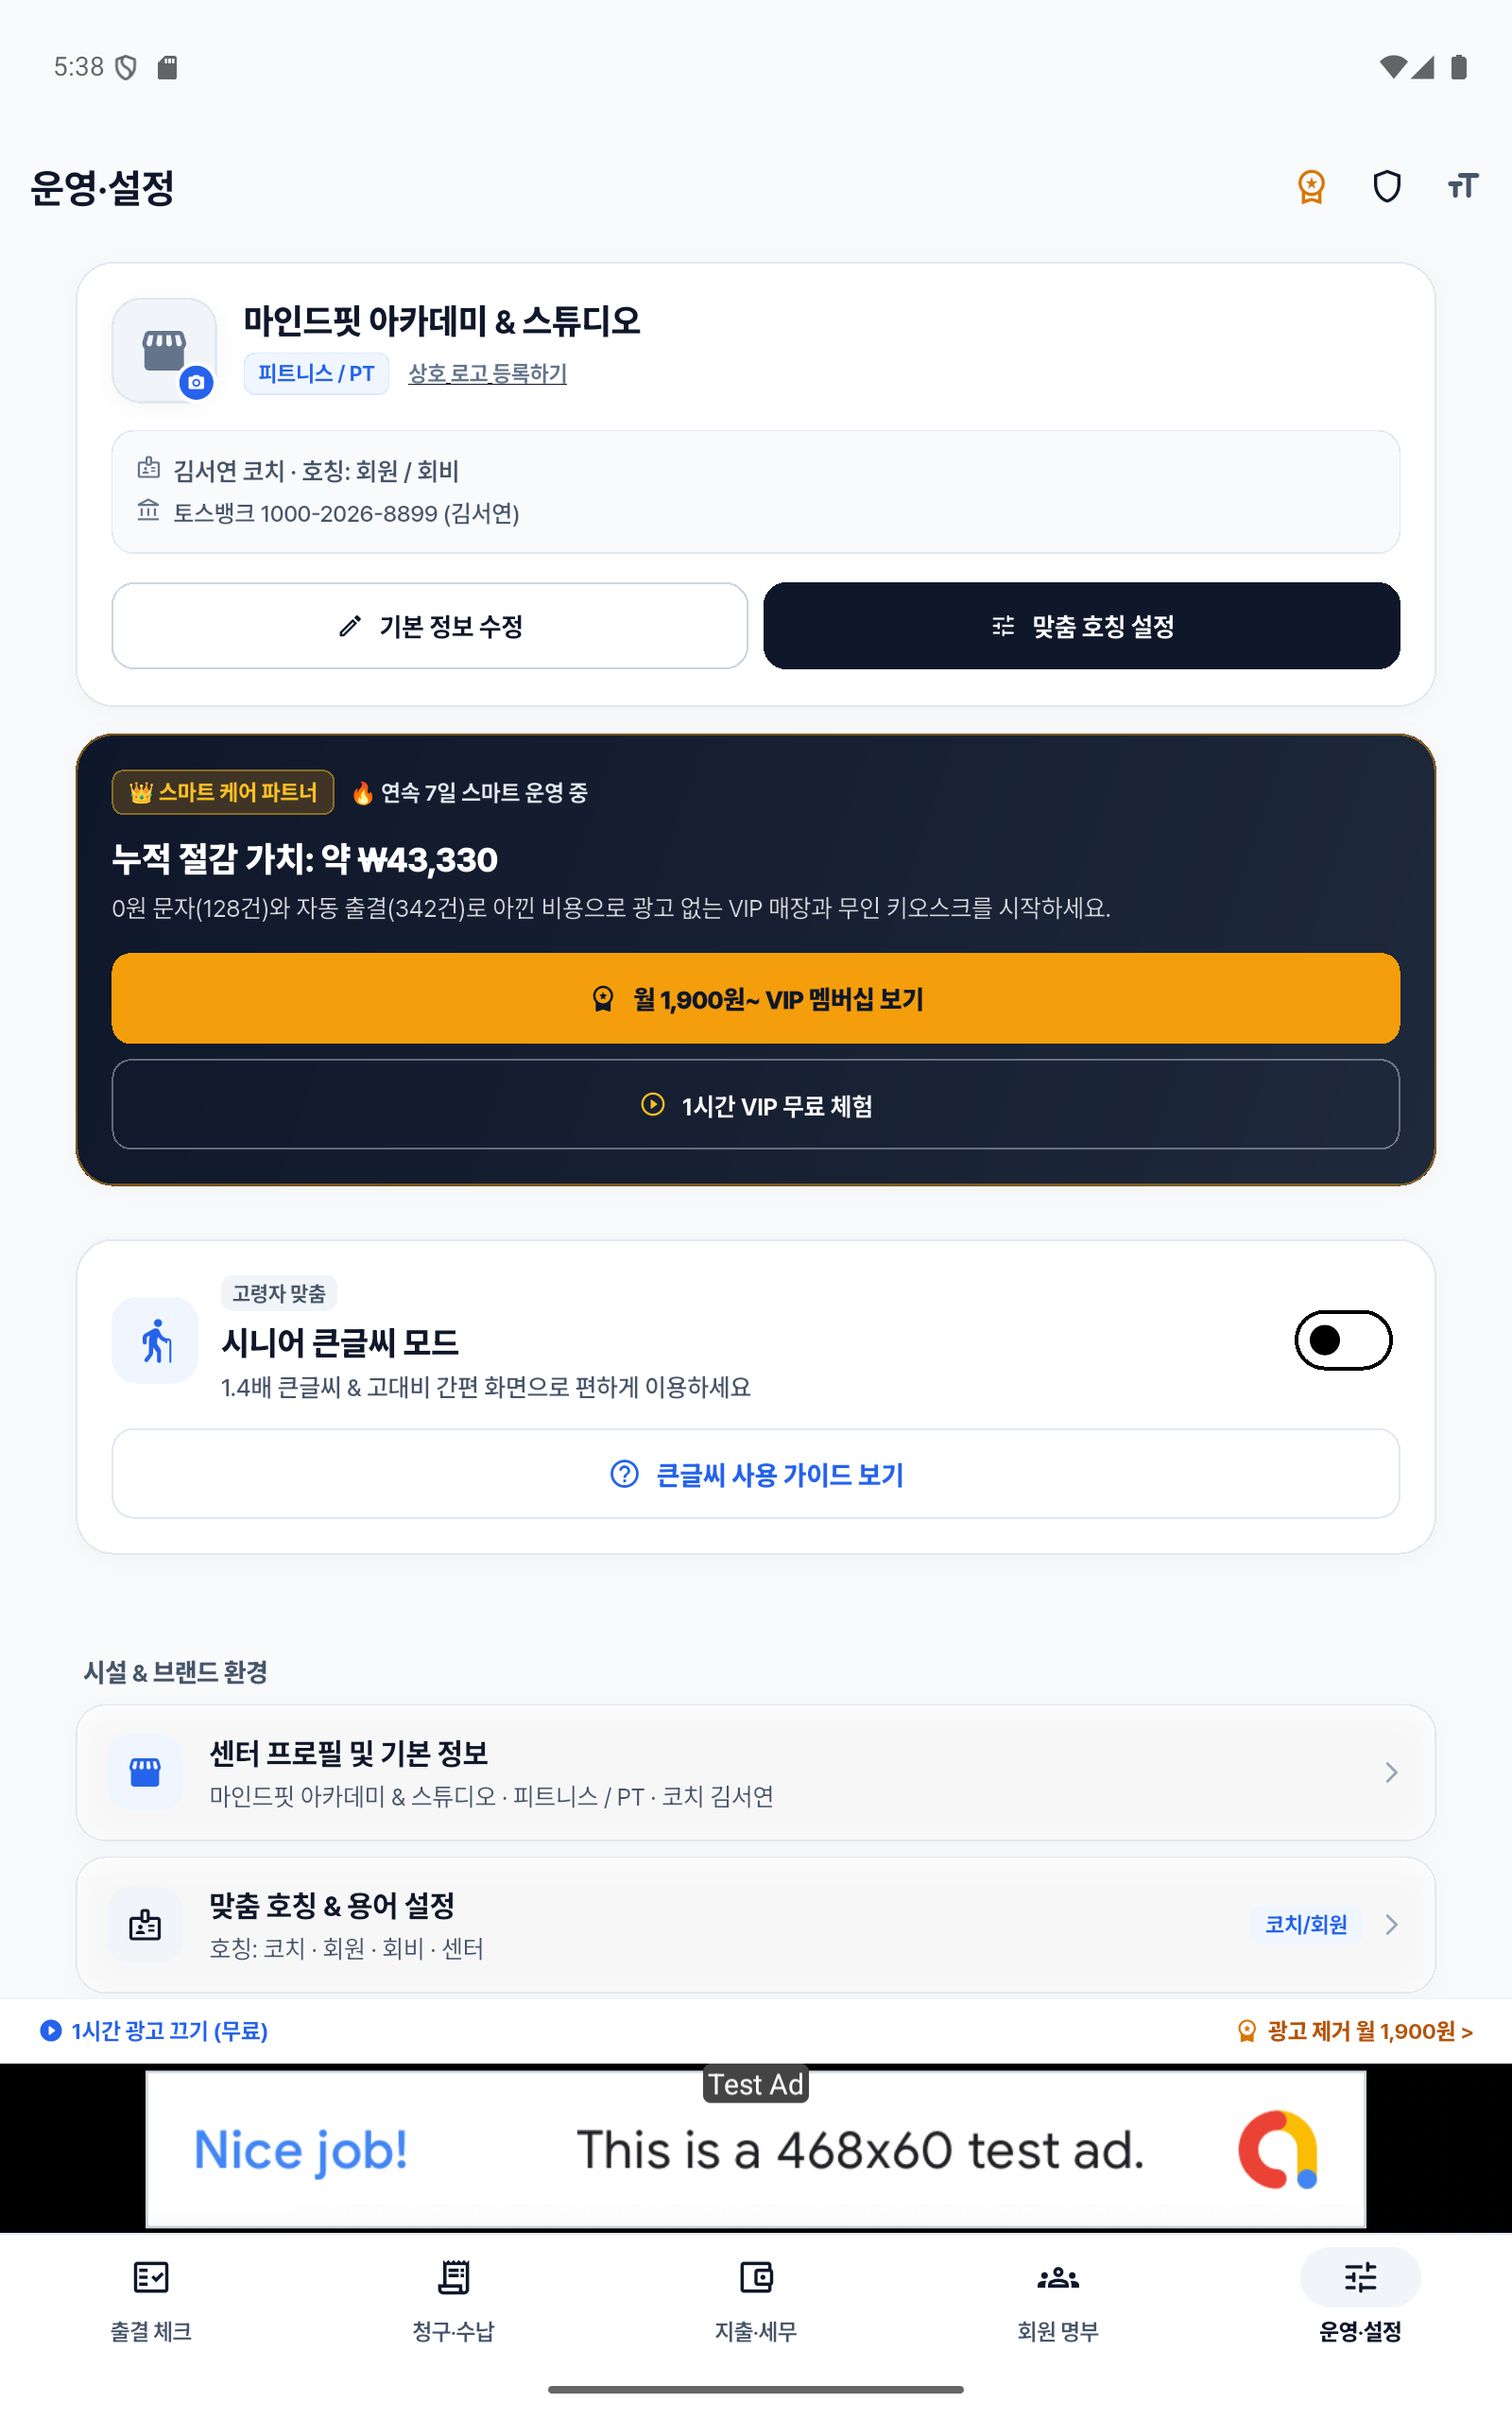 5:38
운영·설정
마인드핏 아카데미 & 스튜디오
피트니스 / PT 상호 로고 등록하기
김서연 코치 · 호칭: 회원 / 회비
토스뱅크 1000-2026-8899 (김서연)
기본 정보 수정
맞춤 호칭 설정
👑 스마트 케어 파트너 🔥 연속 7일 스마트 운영 중
누적 절감 가치: 약 ₩43,330
0원 문자(128건)와 자동 출결(342건)로 아낀 비용으로 광고 없는 VIP 매장과 무인 키오스크를 시작하세요.
월 1,900원~ VIP 멤버십 보기
1시간 VIP 무료 체험
고령자 맞춤
시니어 큰글씨 모드
1.4배 큰글씨 & 고대비 간편 화면으로 편하게 이용하세요
큰글씨 사용 가이드 보기
시설 & 브랜드 환경
센터 프로필 및 기본 정보
마인드핏 아카데미 & 스튜디오 · 피트니스 / PT · 코치 김서연
맞춤 호칭 & 용어 설정
호칭: 코치 · 회원 · 회비 · 센터
코치/회원
1시간 광고 끄기 (무료)
광고 제거 월 1,900원 >
Test Ad
Nice job! This is a 468x60 test ad.
출결 체크
청구·수납
지출·세무
회원 명부
운영·설정